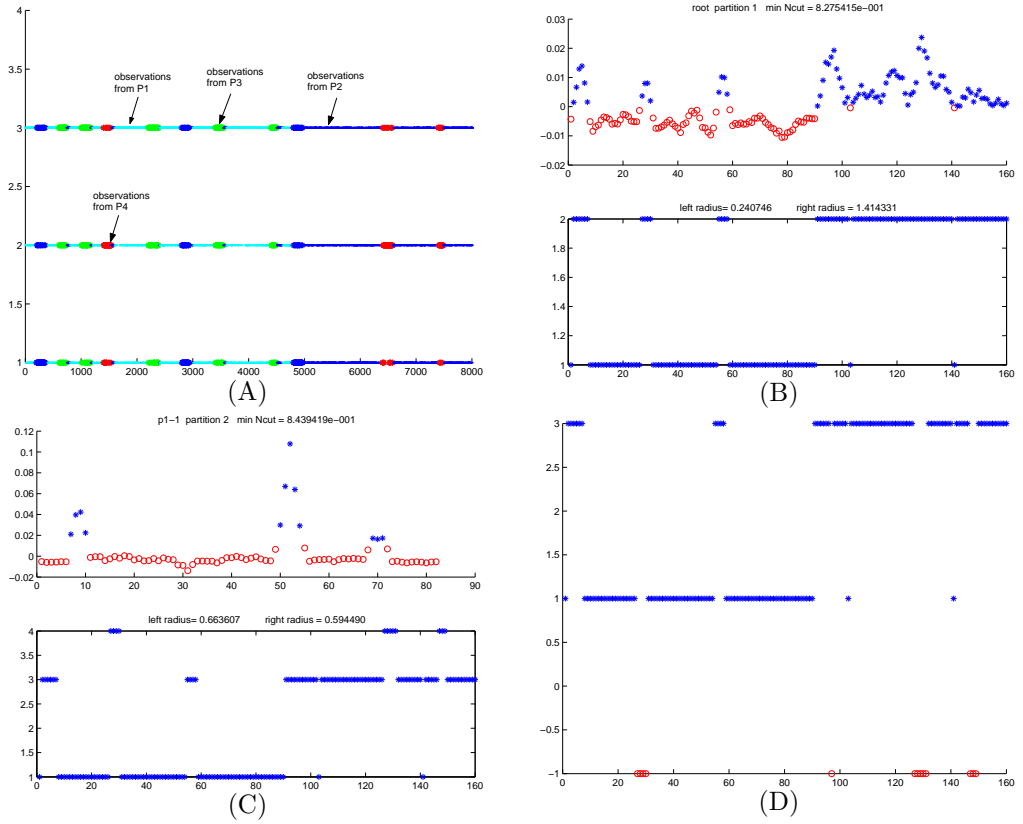 observations
from P1
observations
from P3
observations
from P2
observations
from P4
4
3.5
3
2.5
2
1.5
1
0 1000 2000 3000 4000 5000 6000 7000 8000
(A)
root partition 1 min Ncut = 8.275415e-001
0.03
0.02
0.01
0
−0.01
−0.02
0 20 40 60 80 100 120 140 160
left radius= 0.240746 right radius = 1.414331
2
1.8
1.6
1.4
1.2
1
0 20 40 60 80 100 120 140 160
(B)
p1−1 partition 2 min Ncut = 8.439419e-001
0.12
0.1
0.08
0.06
0.04
0.02
0
−0.02
0 10 20 30 40 50 60 70 80 90
left radius= 0.663607 right radius = 0.594490
4
3.5
3
2.5
2
1.5
1
0 20 40 60 80 100 120 140 160
(C)
3
2.5
2
1.5
1
0.5
0
−0.5
−1
0 20 40 60 80 100 120 140 160
(D)